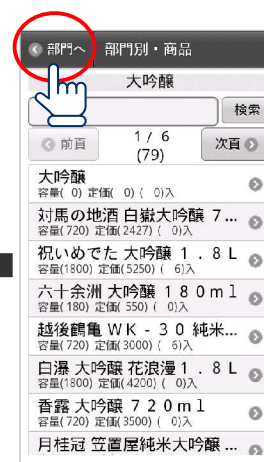 部門へ 部門別・商品
大吟醸
検索
前頁 1 / 6 次頁
(79)
大吟醸
容量( 0) 定価( 0) ( 0)入
対馬の地酒 白嶽大吟醸 7...
容量(720) 定価(2427) ( 0)入
祝いめでた 大吟醸 1．8L
容量(1800) 定価(5250) ( 6)入
六十余洲 大吟醸 180ml
容量(180) 定価( 550) ( 0)入
越後鶴亀 WK-30 純米...
容量(720) 定価(3000) ( 6)入
白瀑 大吟醸 花浪漫1．8L
容量(1800) 定価(4200) ( 0)入
香露 大吟醸 720ml
容量(720) 定価(3500) ( 0)入
月桂冠 笠置屋純米大吟醸 ...